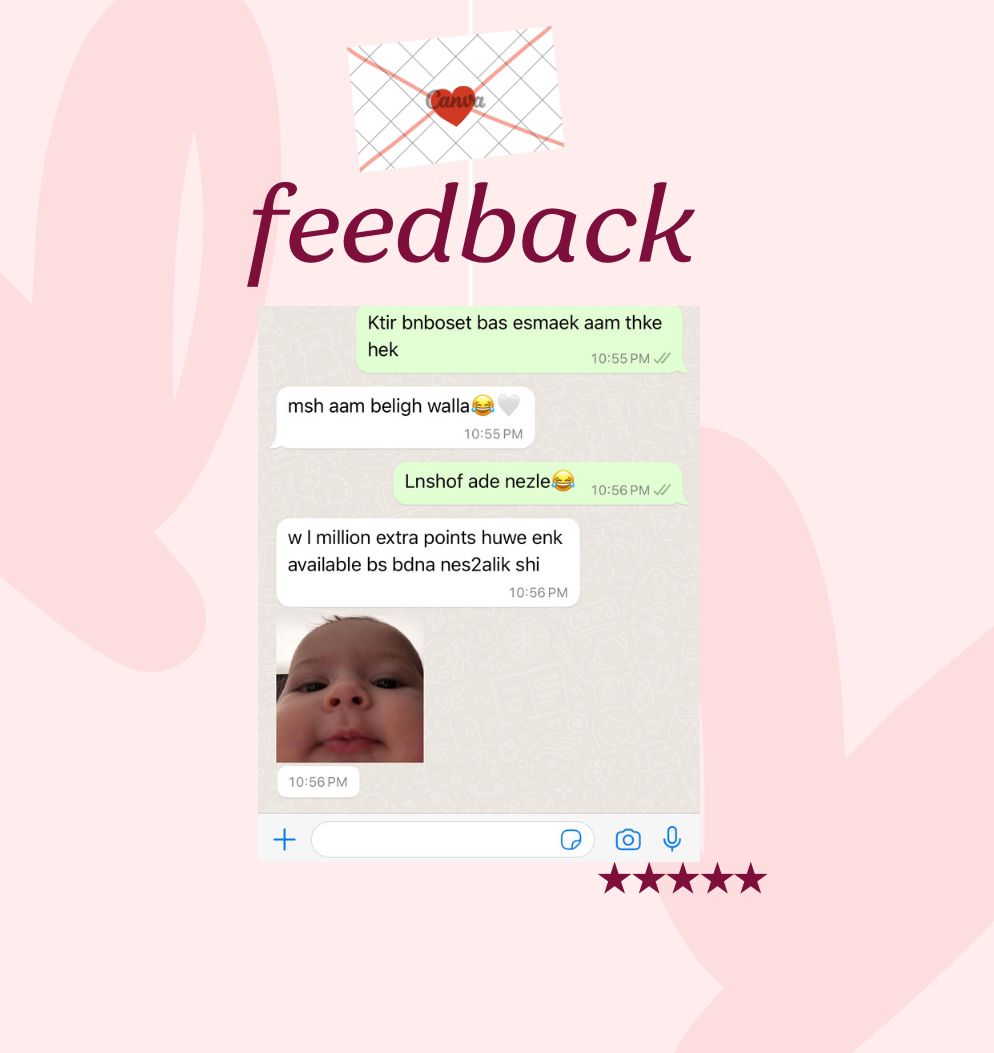 Canva
feedback
Ktir bnboset bas esmaek aam thke
hek
10:55 PM
msh aam beligh walla😂🤍
10:55 PM
Lnshof ade nezle😂
10:56 PM
w l million extra points huwe enk
available bs bdna nes2alik shi
10:56 PM
10:56 PM